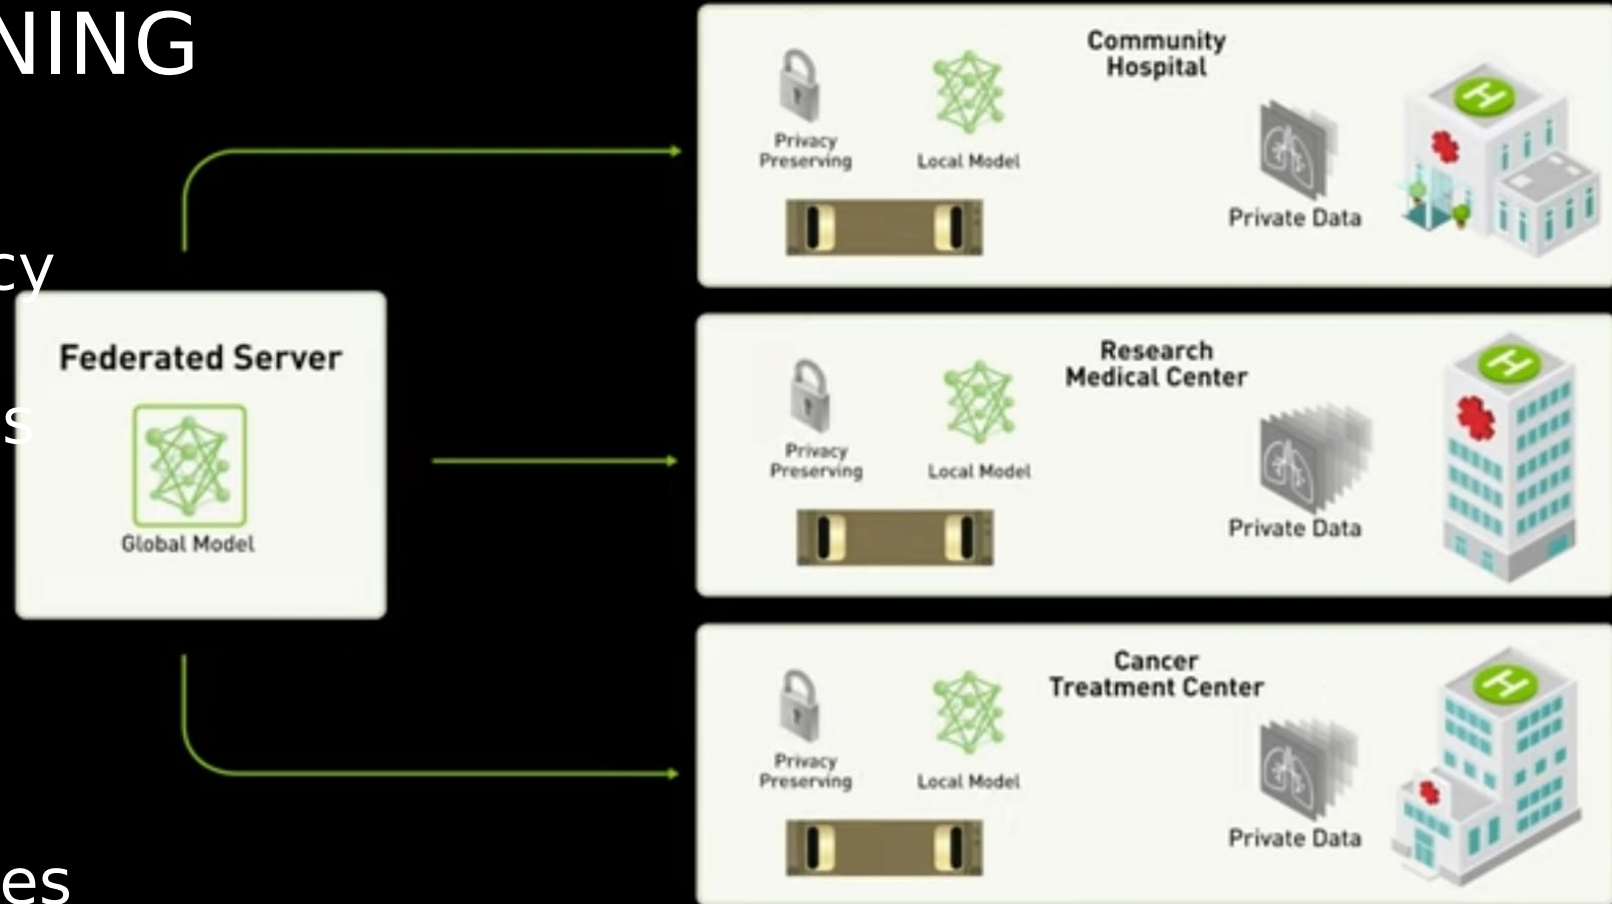 NING
cy
s
es
Federated Server
Global Model
Community
Hospital
Privacy
Preserving
Local Model
Private Data
Research
Medical Center
Privacy
Preserving
Local Model
Private Data
Cancer
Treatment Center
Privacy
Preserving
Local Model
Private Data